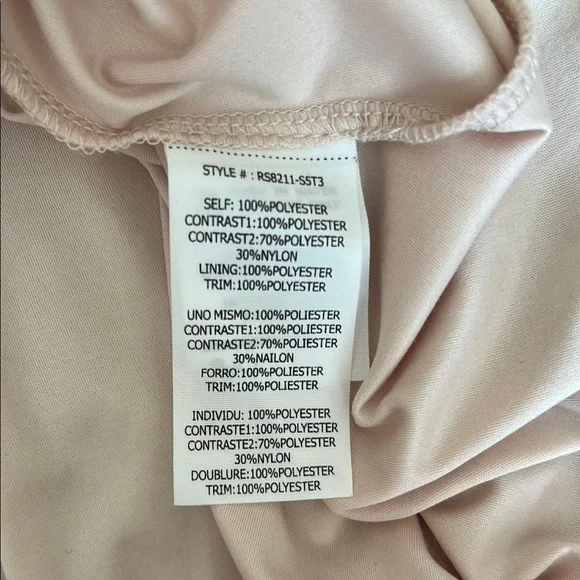 STYLE # : RS8211-S5T3
SELF: 100%POLYESTER
CONTRAST1:100%POLYESTER
CONTRAST2:70%POLYESTER
30%NYLON
LINING:100%POLYESTER
TRIM:100%POLYESTER
UNO MISMO:100%POLIESTER
CONTRASTE1:100%POLIESTER
CONTRASTE2:70%POLIESTER
30%NAILON
FORRO:100%POLIESTER
TRIM:100%POLIESTER
INDIVIDU: 100%POLYESTER
CONTRASTE1:100%POLYESTER
CONTRASTE2:70%POLYESTER
30%NYLON
DOUBLURE:100%POLYESTER
TRIM:100%POLYESTER